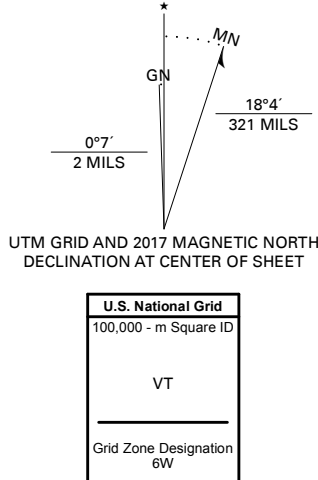 ★
MN
GN
0°7´
2 MILS
18°4´
321 MILS
UTM GRID AND 2017 MAGNETIC NORTH
DECLINATION AT CENTER OF SHEET
U.S. National Grid
100,000 - m Square ID
VT
Grid Zone Designation
6W